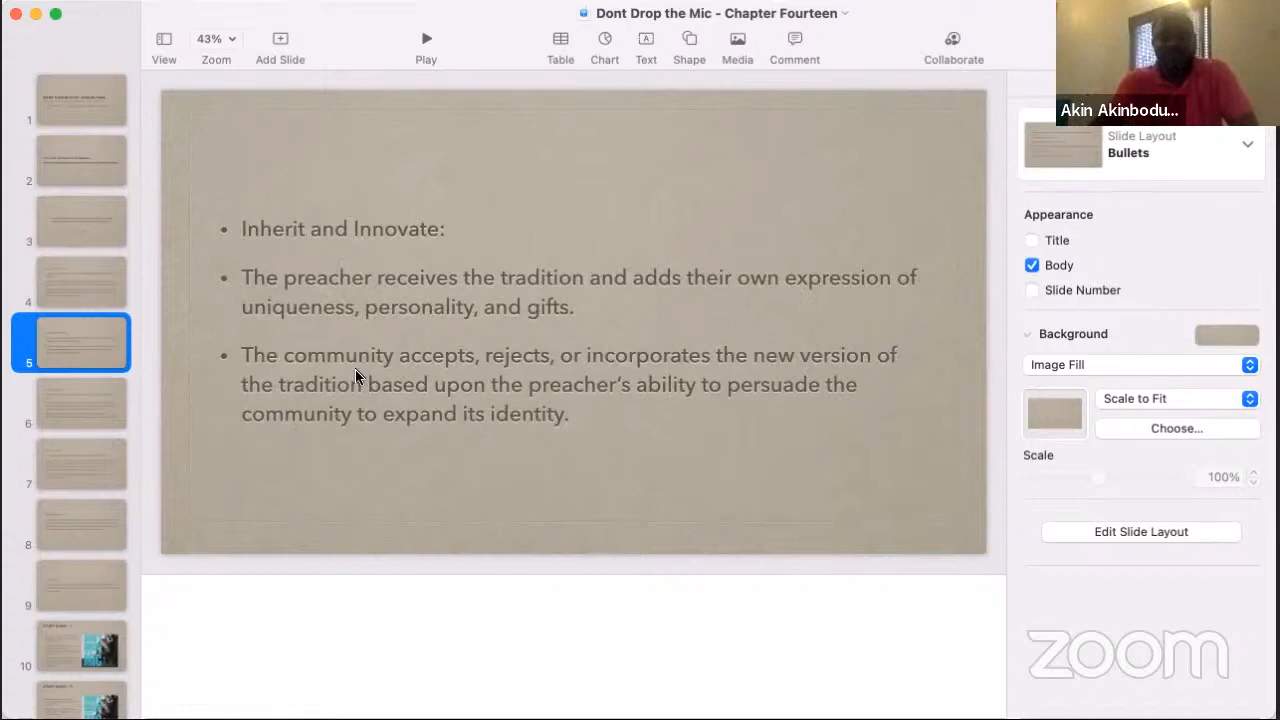 Dont Drop the Mic - Chapter Fourteen
43%
View
Zoom
Add Slide
Play
Table
Chart
Text
Shape
Media
Comment
Collaborate
Akin Akinbodu...
1
2
3
4
5
6
7
8
9
10
• Inherit and Innovate:
• The preacher receives the tradition and adds their own expression of
uniqueness, personality, and gifts.
• The community accepts, rejects, or incorporates the new version of
the tradition based upon the preacher's ability to persuade the
community to expand its identity.
Slide Layout
Bullets
Appearance
Title
Body
Slide Number
Background
Image Fill
Scale to Fit
Choose...
Scale
100%
Edit Slide Layout
zoom